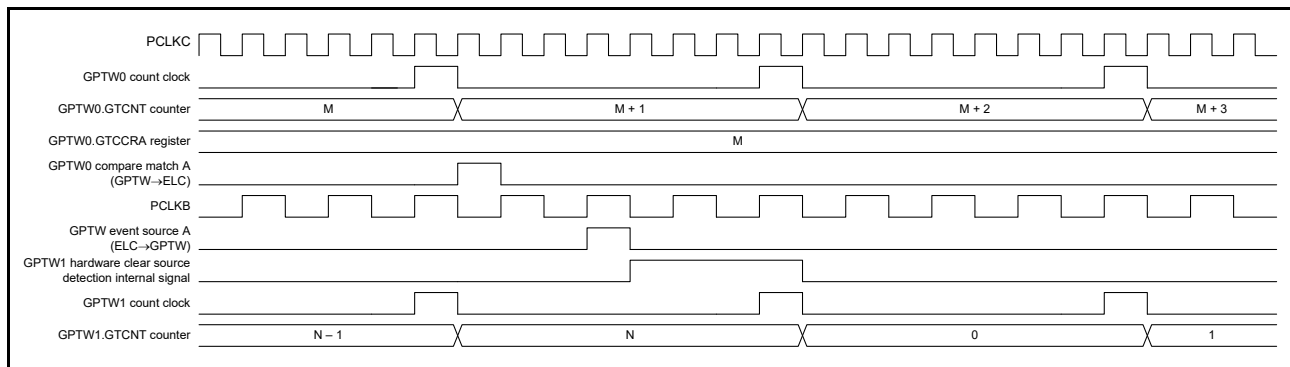 PCLKC
GPTW0 count clock
GPTW0.GTCNT counter
M
M + 1
M + 2
M + 3
GPTW0.GTCCRA register
M
GPTW0 compare match A
(GPTW→ELC)
PCLKB
GPTW event source A
(ELC→GPTW)
GPTW1 hardware clear source
detection internal signal
GPTW1 count clock
GPTW1.GTCNT counter
N – 1
N
0
1